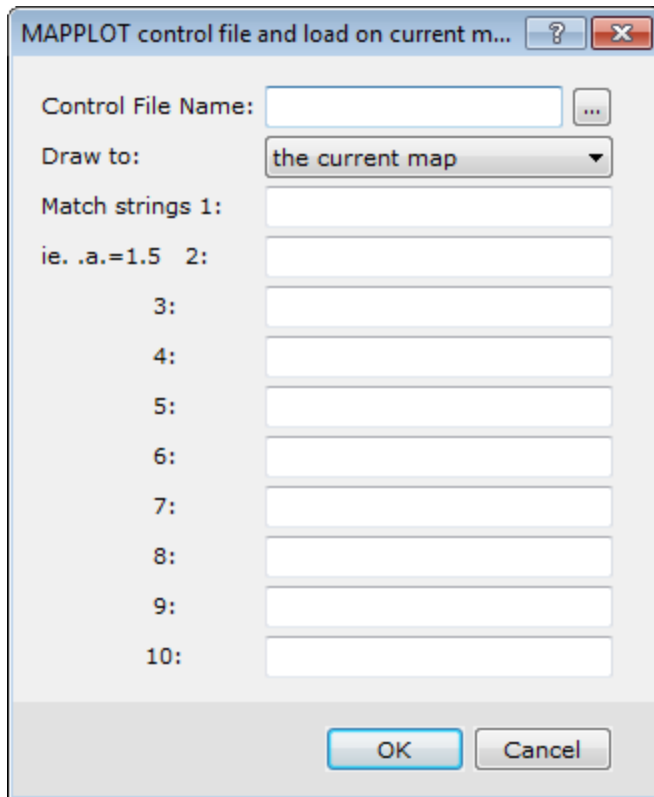 MAPPLOT control file and load on current m... ?
Control File Name: ...
Draw to: the current map
Match strings 1:
ie. .a.=1.5 2:
3:
4:
5:
6:
7:
8:
9:
10:
OK Cancel